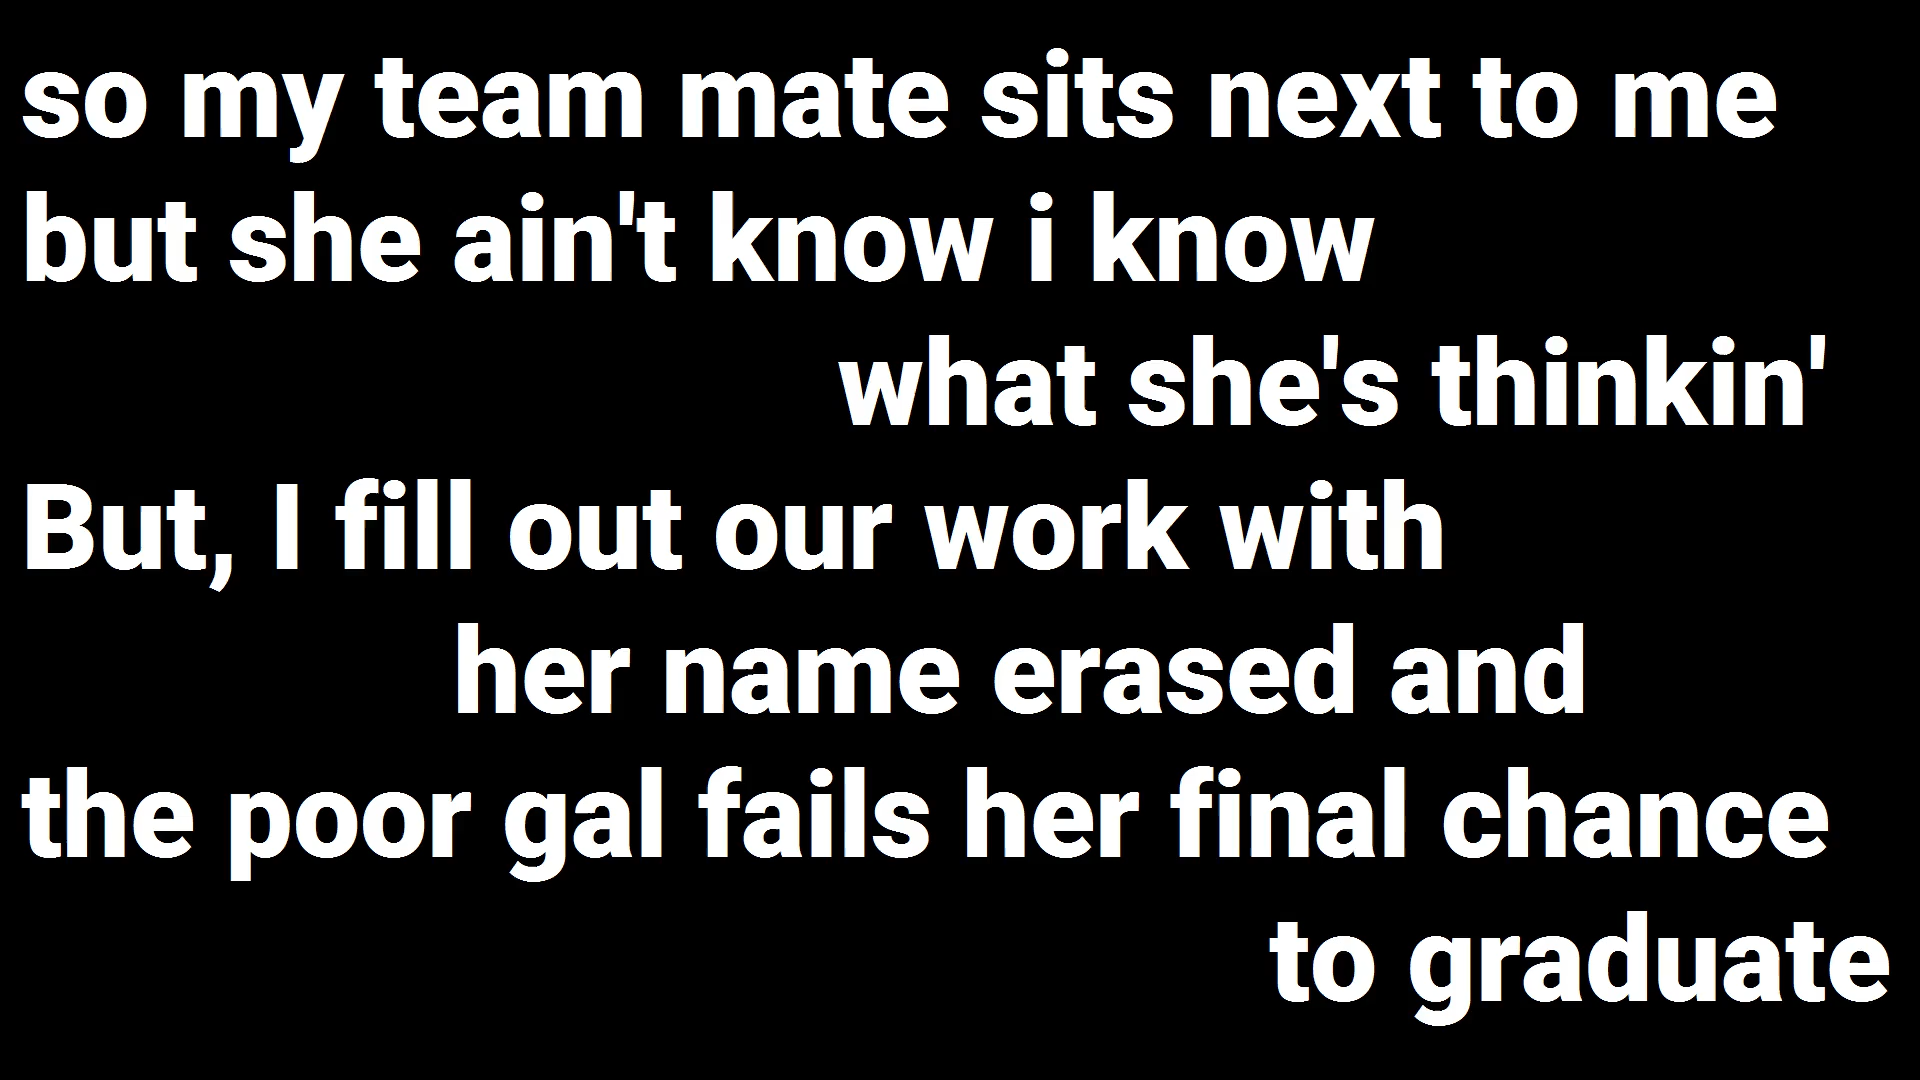 so my team mate sits next to me
but she ain't know i know
what she's thinkin'
But, I fill out our work with
her name erased and
the poor gal fails her final chance
to graduate